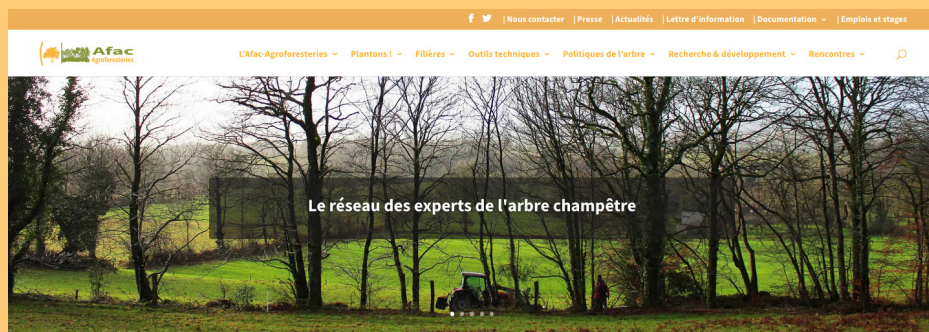 | Nous contacter | Presse | Actualités | Lettre d'information | Documentation | Emplois et stages
Afac
Agroforesteries
L'Afac-Agroforesteries Plantons ! Filières Outils techniques Politiques de l'arbre Recherche & développement Rencontres
Le réseau des experts de l'arbre champêtre